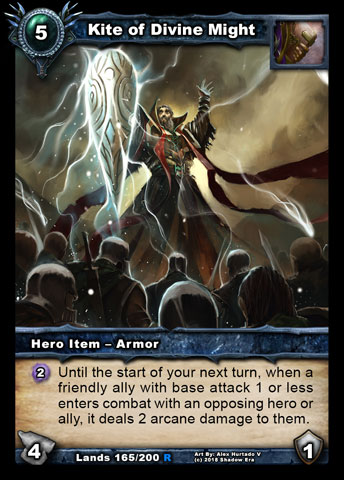 5
Kite of Divine Might
Hero Item – Armor
2
Until the start of your next turn, when a
friendly ally with base attack 1 or less
enters combat with an opposing hero or
ally, it deals 2 arcane damage to them.
4
Lands 165/200 R
Art By: Alex Hurtado V
(c) 2018 Shadow Era
1